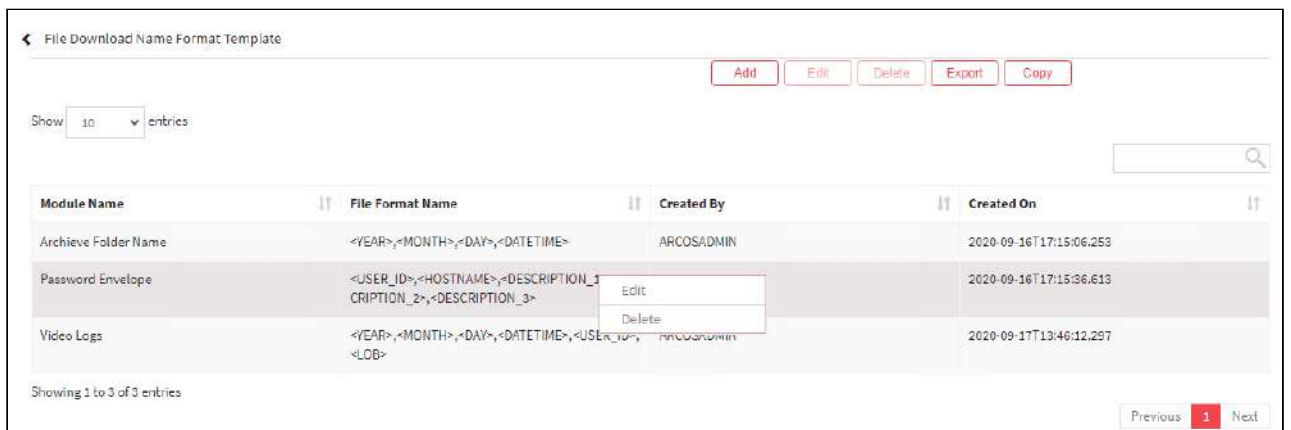 File Download Name Format Template
Add Edit Delete Export Copy
Show 10 entries
Module Name File Format Name Created By Created On
Archieve Folder Name <YEAR>,<MONTH>,<DAY>,<DATETIME> ARCOSADMIN 2020-09-16T17:15:06.253
Password Envelope <USER_ID>,<HOSTNAME>,<DESCRIPTION_1 2020-09-16T17:15:36.613
CRIPTION_2>,<DESCRIPTION_3>
Edit
Delete
Video Logs <YEAR>,<MONTH>,<DAY>,<DATETIME>,<USER_ID>, ARCOSADMIN 2020-09-17T13:46:12.297
<LOB>
Showing 1 to 3 of 3 entries
Previous 1 Next